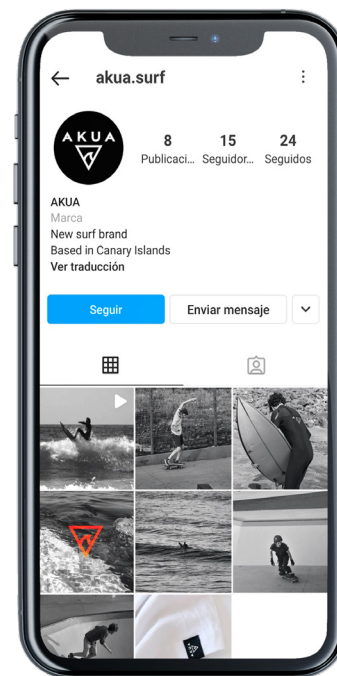 akua.surf
AKUA
8 15 24
Publicaci... Seguidor... Seguidos
AKUA
Marca
New surf brand
Based in Canary Islands
Ver traducción
Seguir Enviar mensaje